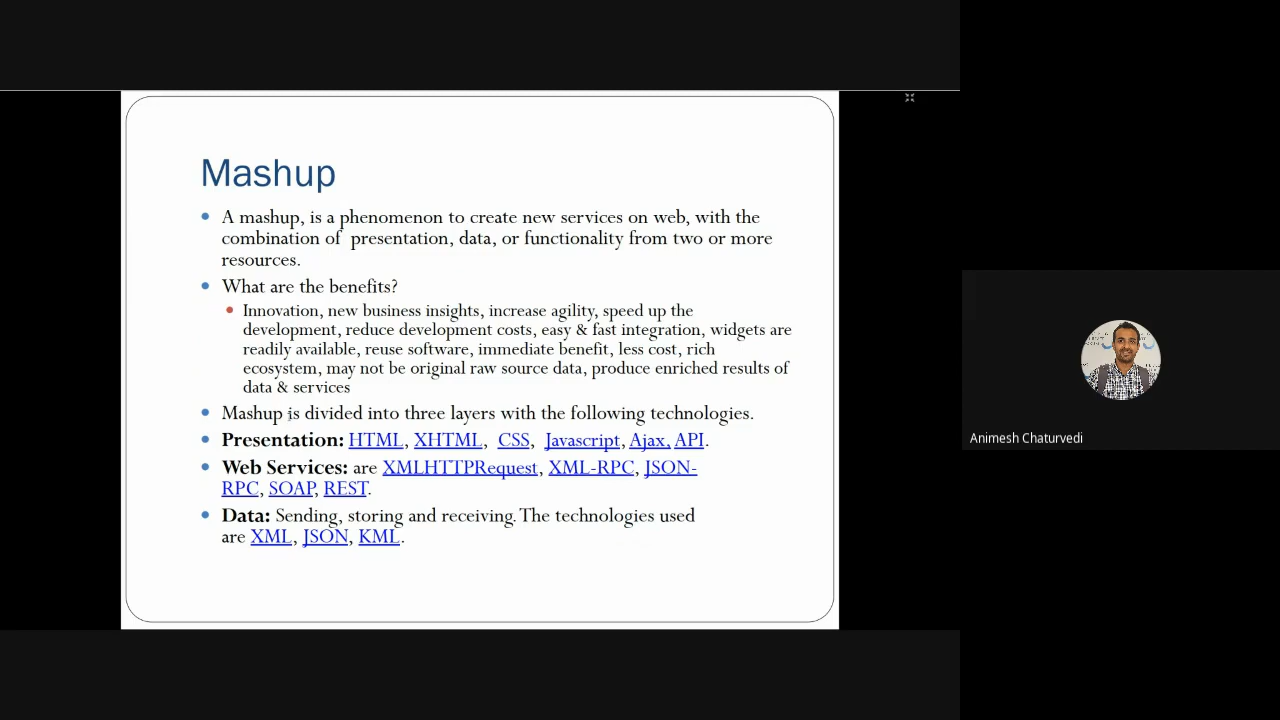 Mashup
• A mashup, is a phenomenon to create new services on web, with the
combination of presentation, data, or functionality from two or more
resources.
• What are the benefits?
• Innovation, new business insights, increase agility, speed up the
development, reduce development costs, easy & fast integration, widgets are
readily available, reuse software, immediate benefit, less cost, rich
ecosystem, may not be original raw source data, produce enriched results of
data & services
• Mashup is divided into three layers with the following technologies.
• Presentation: HTML, XHTML, CSS, Javascript, Ajax, API.
• Web Services: are XMLHTTPRequest, XML-RPC, JSON-
RPC, SOAP, REST.
• Data: Sending, storing and receiving. The technologies used
are XML, JSON, KML.
Animesh Chaturvedi